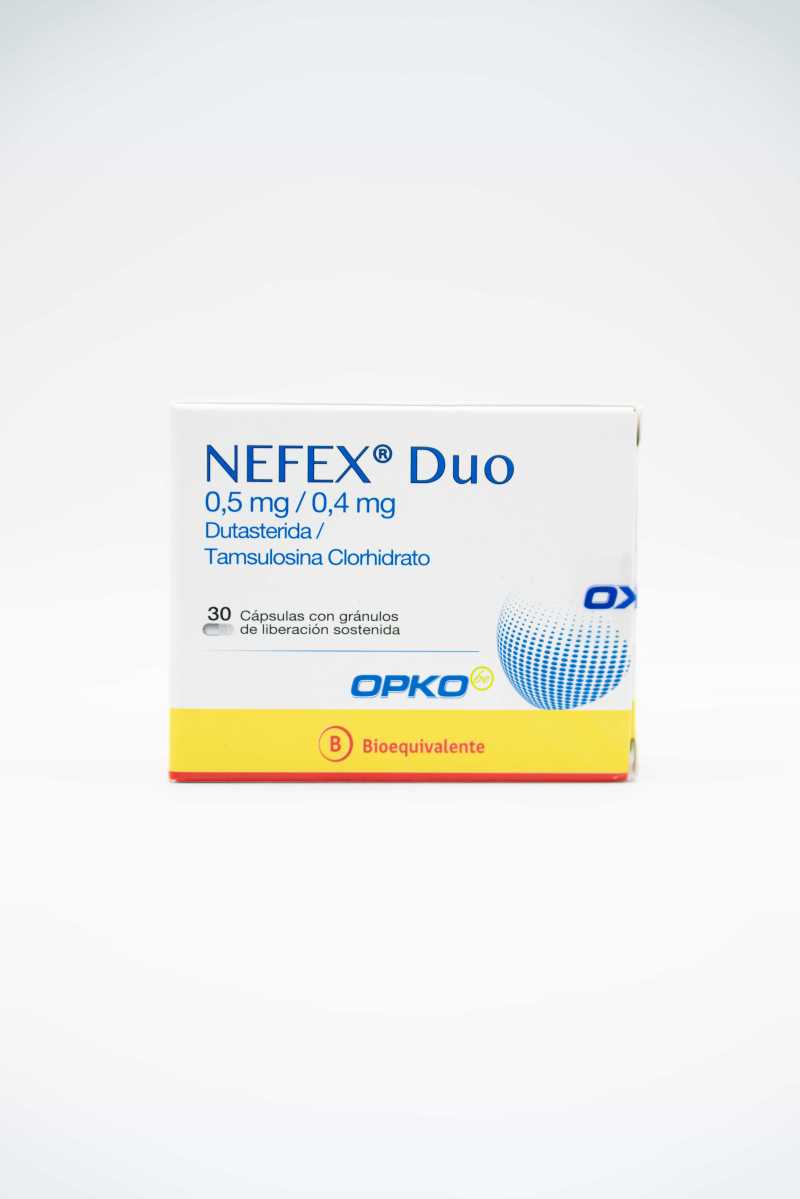 NEFEX® Duo
0,5 mg / 0,4 mg
Dutasterida /
Tamsulosina Clorhidrato
30 Cápsulas con gránulos
de liberación sostenida
OX
OPKO be
B Bioequivalente